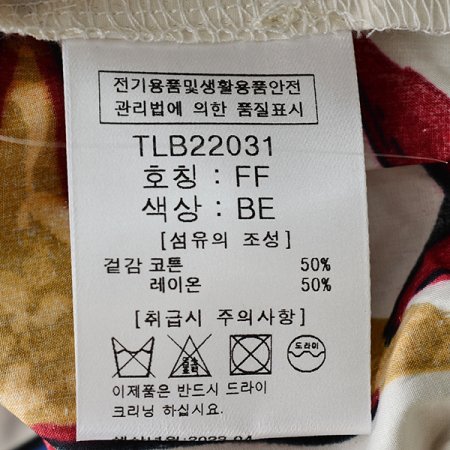 전기용품및생활용품안전
관리법에 의한 품질표시
TLB22031
호칭 : FF
색상 : BE
[섬유의 조성]
겉감 코튼 50%
레이온 50%
[취급시 주의사항]
드라이
이제품은 반드시 드라이
크리닝 하십시요.